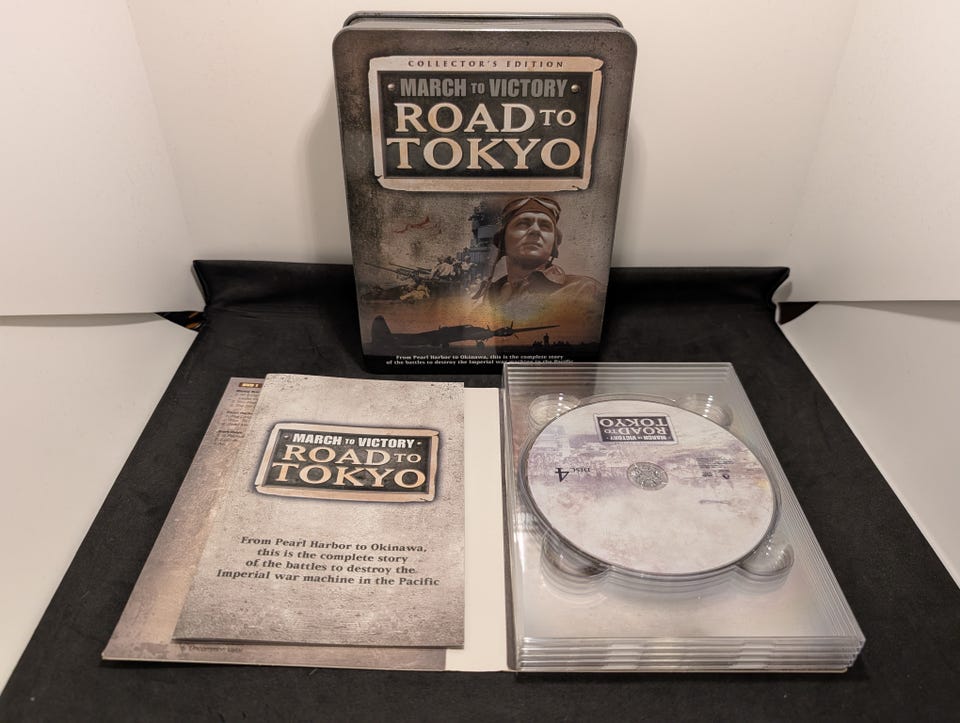 COLLECTOR'S EDITION
MARCH TO VICTORY
ROAD TO
TOKYO
From Pearl Harbor to Okinawa, this is the complete story
of the battles to destroy the Imperial war machine in the Pacific
DVD 1
MARCH TO VICTORY
ROAD TO
TOKYO
From Pearl Harbor to Okinawa,
this is the complete story
of the battles to destroy the
Imperial war machine in the Pacific
MARCH TO VICTORY
ROAD TO
TOKYO
DISC 4